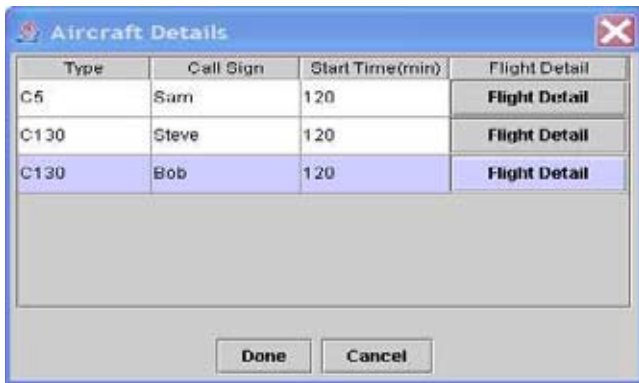 Aircraft Details
Type Call Sign Start Time(min) Flight Detail
C5 Sam 120 Flight Detail
C130 Steve 120 Flight Detail
C130 Bob 120 Flight Detail
Done Cancel